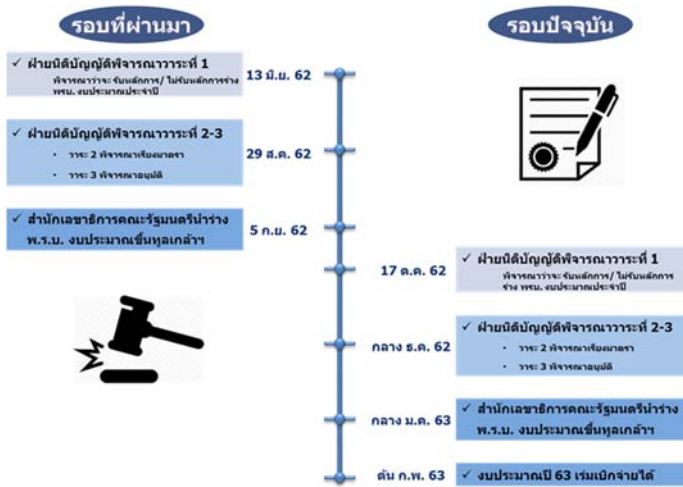 รอบที่ผ่านมา
✓ ฝ่ายนิติบัญญัติพิจารณาวาระที่ 1
พิจารณาว่าจะ รับหลักการ/ ไม่รับหลักการร่าง
พรบ. งบประมาณประจำปี
13 มิ.ย. 62
✓ ฝ่ายนิติบัญญัติพิจารณาวาระที่ 2-3
• วาระ 2 พิจารณาเรียงมาตรา
• วาระ 3 พิจารณาอนุมัติ
29 ส.ค. 62
✓ สำนักเลขาธิการคณะรัฐมนตรีนำร่าง
พ.ร.บ. งบประมาณขึ้นทูลเกล้าฯ
5 ก.ย. 62
รอบปัจจุบัน
17 ต.ค. 62
✓ ฝ่ายนิติบัญญัติพิจารณาวาระที่ 1
พิจารณาว่าจะ รับหลักการ/ ไม่รับหลักการ
ร่าง พรบ. งบประมาณประจำปี
กลาง ธ.ค. 62
✓ ฝ่ายนิติบัญญัติพิจารณาวาระที่ 2-3
• วาระ 2 พิจารณาเรียงมาตรา
• วาระ 3 พิจารณาอนุมัติ
กลาง ม.ค. 63
✓ สำนักเลขาธิการคณะรัฐมนตรีนำร่าง
พ.ร.บ. งบประมาณขึ้นทูลเกล้าฯ
ต้น ก.พ. 63
✓ งบประมาณปี 63 เริ่มเบิกจ่ายได้